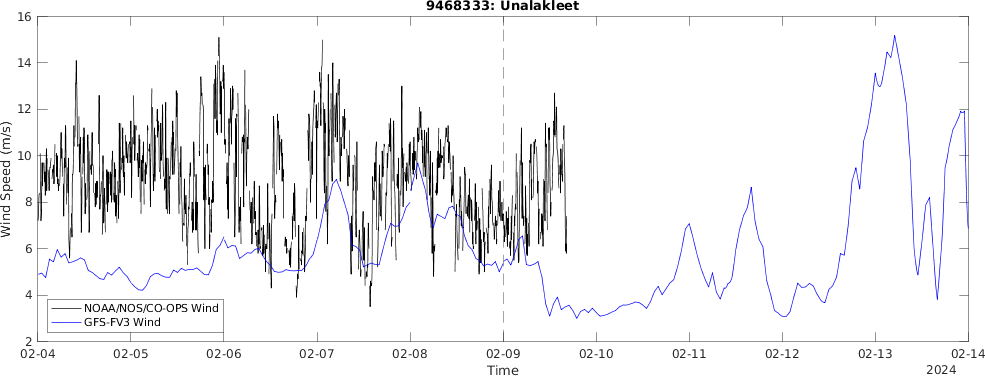 9468333: Unalakleet
16
14
12
10
8
6
4
2
Wind Speed (m/s)
NOAA/NOS/CO-OPS Wind
GFS-FV3 Wind
02-04 02-05 02-06 02-07 02-08 02-09 02-10 02-11 02-12 02-13 02-14
Time
2024